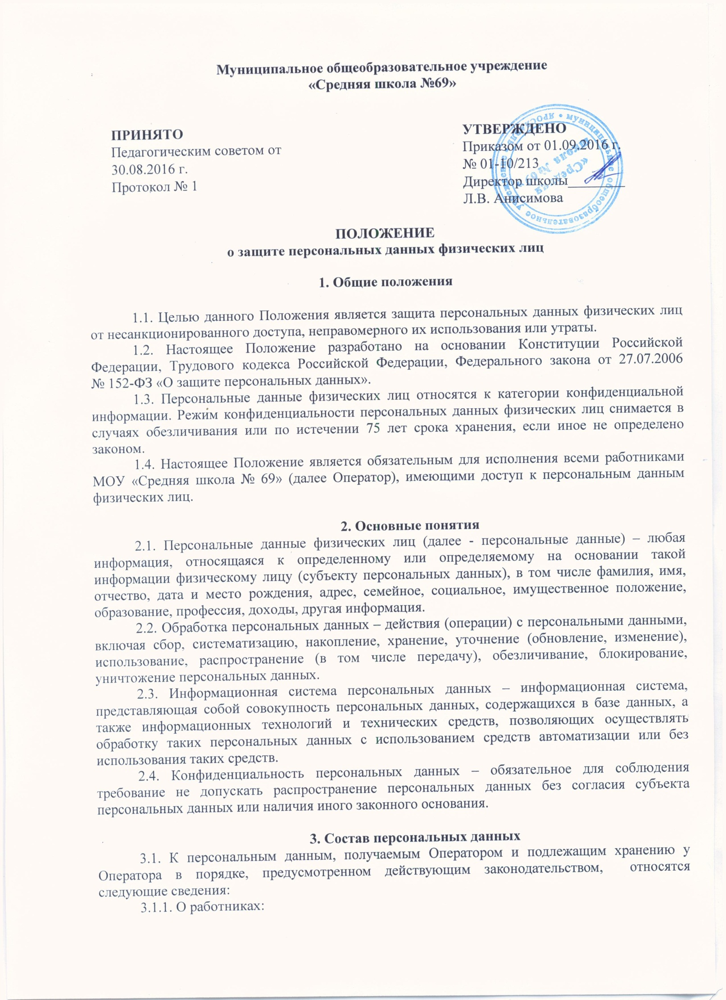 Муниципальное общеобразовательное учреждение
«Средняя школа №69»
ПРИНЯТО
Педагогическим советом от
30.08.2016 г.
Протокол № 1
УТВЕРЖДЕНО
Приказом от 01.09.2016 г.
№ 01-10/213
Директор школы________
Л.В. Анисимова
муниципальное общеобразовательное учреждение • ЯРОСЛАВЛЬ •
«Средняя
школа №69»
ПОЛОЖЕНИЕ
о защите персональных данных физических лиц
1. Общие положения
1.1. Целью данного Положения является защита персональных данных физических лиц
от несанкционированного доступа, неправомерного их использования или утраты.
1.2. Настоящее Положение разработано на основании Конституции Российской
Федерации, Трудового кодекса Российской Федерации, Федерального закона от 27.07.2006
№ 152-ФЗ «О защите персональных данных».
1.3. Персональные данные физических лиц относятся к категории конфиденциальной
информации. Режим конфиденциальности персональных данных физических лиц снимается в
случаях обезличивания или по истечении 75 лет срока хранения, если иное не определено
законом.
1.4. Настоящее Положение является обязательным для исполнения всеми работниками
МОУ «Средняя школа № 69» (далее Оператор), имеющими доступ к персональным данным
физических лиц.
2. Основные понятия
2.1. Персональные данные физических лиц (далее - персональные данные) – любая
информация, относящаяся к определенному или определяемому на основании такой
информации физическому лицу (субъекту персональных данных), в том числе фамилия, имя,
отчество, дата и место рождения, адрес, семейное, социальное, имущественное положение,
образование, профессия, доходы, другая информация.
2.2. Обработка персональных данных – действия (операции) с персональными данными,
включая сбор, систематизацию, накопление, хранение, уточнение (обновление, изменение),
использование, распространение (в том числе передачу), обезличивание, блокирование,
уничтожение персональных данных.
2.3. Информационная система персональных данных – информационная система,
представляющая собой совокупность персональных данных, содержащихся в базе данных, а
также информационных технологий и технических средств, позволяющих осуществлять
обработку таких персональных данных с использованием средств автоматизации или без
использования таких средств.
2.4. Конфиденциальность персональных данных – обязательное для соблюдения
требование не допускать распространение персональных данных без согласия субъекта
персональных данных или наличия иного законного основания.
3. Состав персональных данных
3.1. К персональным данным, получаемым Оператором и подлежащим хранению у
Оператора в порядке, предусмотренном действующим законодательством, относятся
следующие сведения:
3.1.1. О работниках: